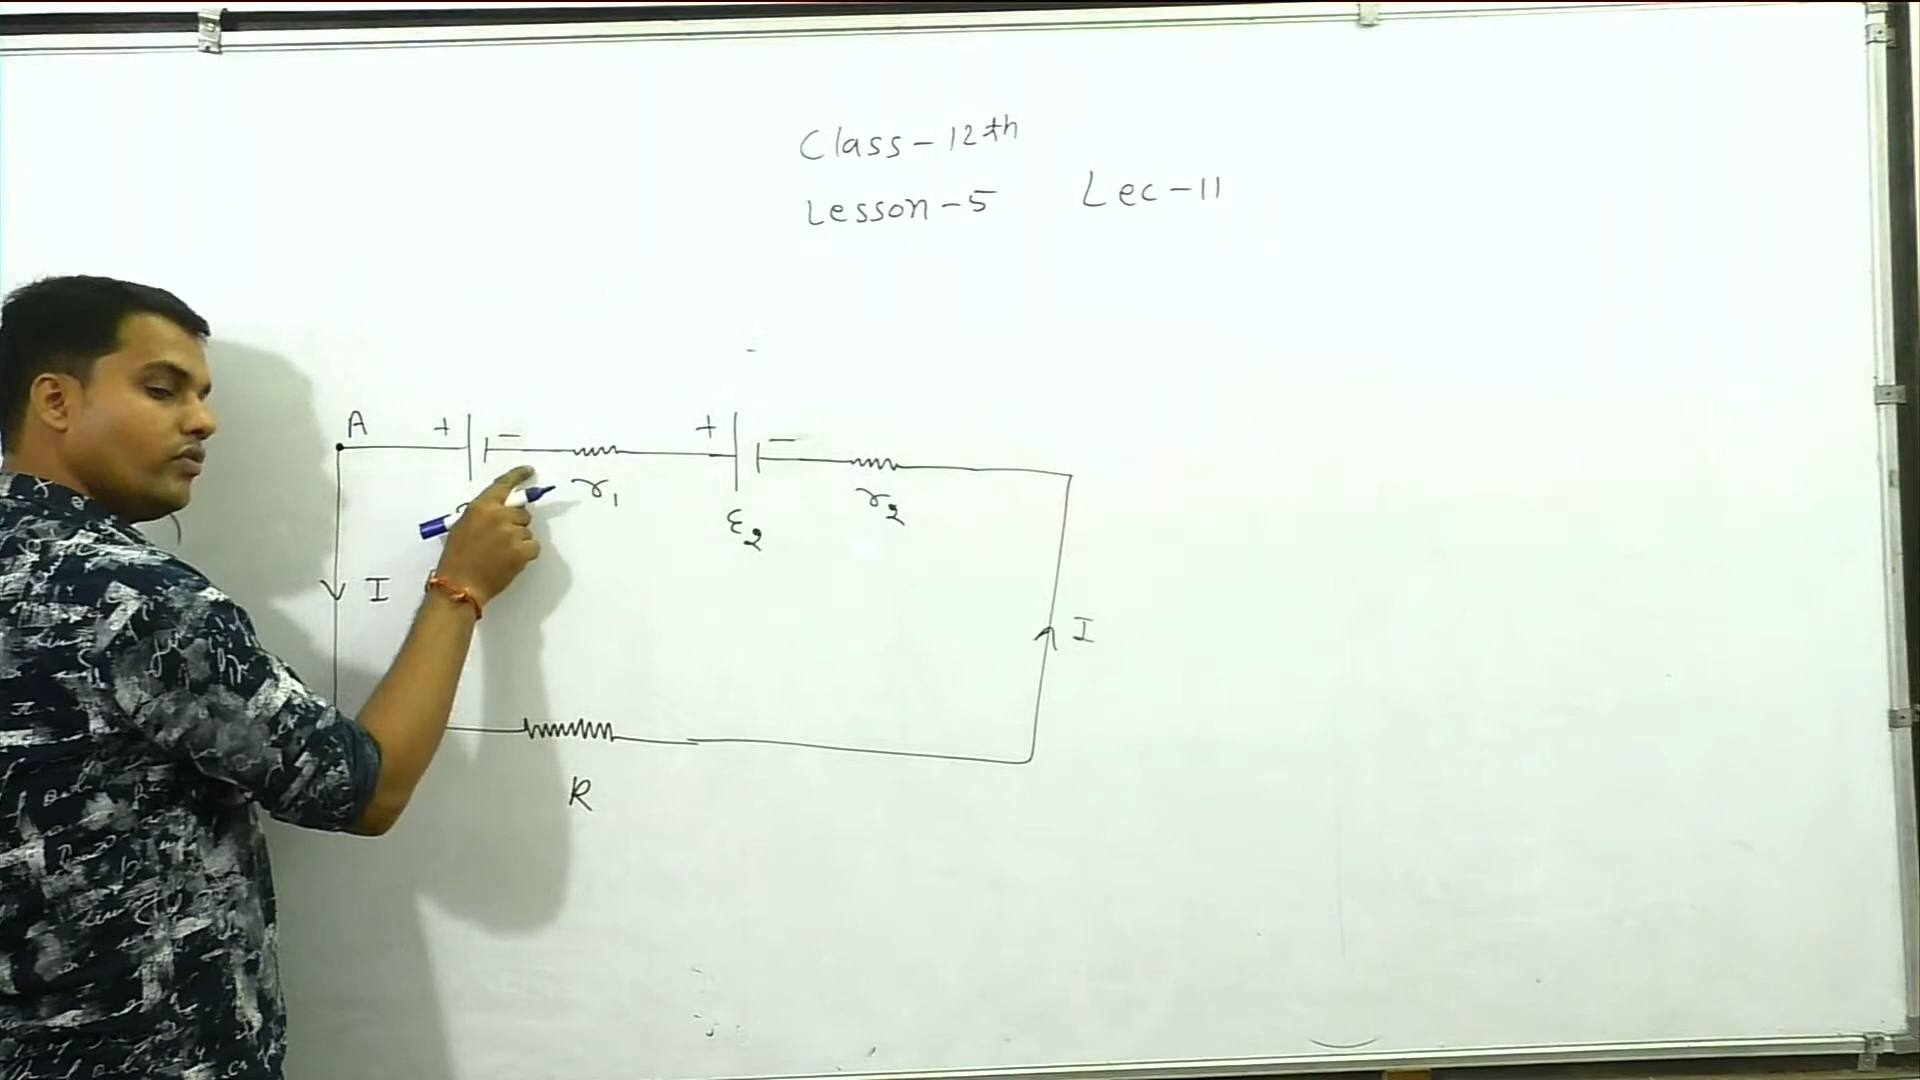 Class-12th
Lesson-5 Lec-11
A + - + -
r1 ε2 r2
I I
R